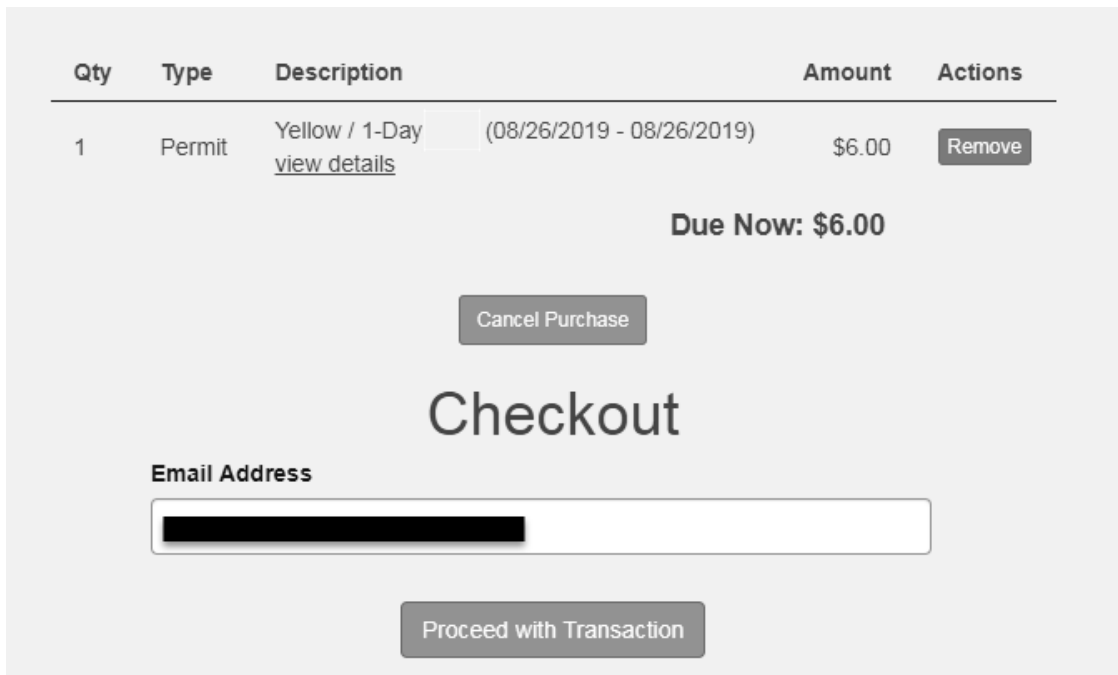 Qty Type Description Amount Actions
1 Permit Yellow / 1-Day (08/26/2019 - 08/26/2019) $6.00 Remove
view details
Due Now: $6.00
Cancel Purchase
Checkout
Email Address
Proceed with Transaction